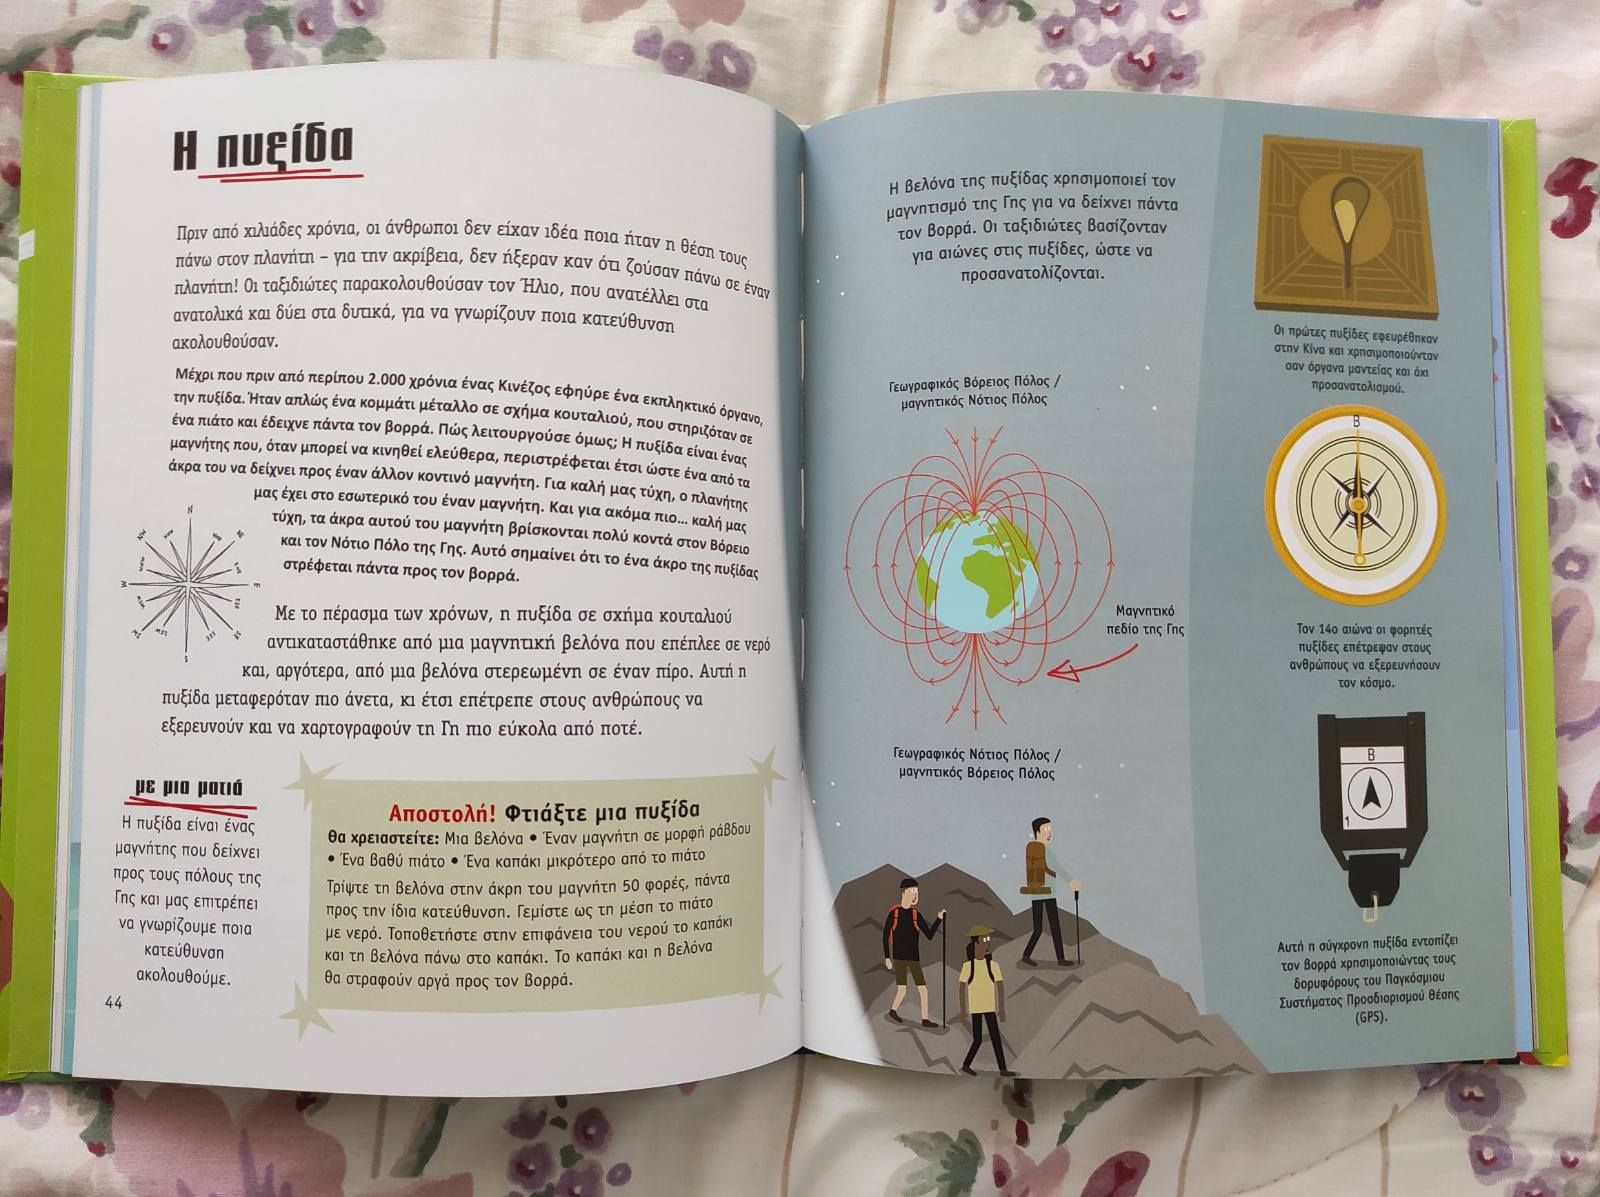 Η πυξίδα
Πριν από χιλιάδες χρόνια, οι άνθρωποι δεν είχαν ιδέα ποια ήταν η θέση τους
πάνω στον πλανήτη – για την ακρίβεια, δεν ήξεραν καν ότι ζούσαν πάνω σε έναν
πλανήτη! Οι ταξιδιώτες παρακολουθούσαν τον Ήλιο, που ανατέλλει στα
ανατολικά και δύει στα δυτικά, για να γνωρίζουν ποια κατεύθυνση
ακολουθούσαν.
Μέχρι που πριν από περίπου 2.000 χρόνια ένας Κινέζος εφηύρε ένα εκπληκτικό όργανο,
την πυξίδα. Ήταν απλώς ένα κομμάτι μέταλλο σε σχήμα κουταλιού, που στηριζόταν σε
ένα πιάτο και έδειχνε πάντα τον βορρά. Πώς λειτουργούσε όμως; Η πυξίδα είναι ένας
μαγνήτης που, όταν μπορεί να κινηθεί ελεύθερα, περιστρέφεται έτσι ώστε ένα από τα
άκρα του να δείχνει προς έναν άλλον κοντινό μαγνήτη. Για καλή μας τύχη, ο πλανήτης
μας έχει στο εσωτερικό του έναν μαγνήτη. Και για ακόμα πιο... καλή μας
τύχη, τα άκρα αυτού του μαγνήτη βρίσκονται πολύ κοντά στον Βόρειο
και τον Νότιο Πόλο της Γης. Αυτό σημαίνει ότι το ένα άκρο της πυξίδας
στρέφεται πάντα προς τον βορρά.
N
NW
NE
W
E
SW
SE
S
Με το πέρασμα των χρόνων, η πυξίδα σε σχήμα κουταλιού
αντικαταστάθηκε από μια μαγνητική βελόνα που επέπλεε σε νερό
και, αργότερα, από μια βελόνα στερεωμένη σε έναν πίρο. Αυτή η
πυξίδα μεταφερόταν πιο άνετα, κι έτσι επέτρεπε στους ανθρώπους να
εξερευνούν και να χαρτογραφούν τη Γη πιο εύκολα από ποτέ.
με μια ματιά
Η πυξίδα είναι ένας
μαγνήτης που δείχνει
προς τους πόλους της
Γης και μας επιτρέπει
να γνωρίζουμε ποια
κατεύθυνση
ακολουθούμε.
44
Αποστολή! Φτιάξτε μια πυξίδα
Θα χρειαστείτε: Μια βελόνα • Έναν μαγνήτη σε μορφή ράβδου
• Ένα βαθύ πιάτο • Ένα καπάκι μικρότερο από το πιάτο
Τρίψτε τη βελόνα στην άκρη του μαγνήτη 50 φορές, πάντα
προς την ίδια κατεύθυνση. Γεμίστε ως τη μέση το πιάτο
με νερό. Τοποθετήστε στην επιφάνεια του νερού το καπάκι
και τη βελόνα πάνω στο καπάκι. Το καπάκι και η βελόνα
θα στραφούν αργά προς τον βορρά.
Η βελόνα της πυξίδας χρησιμοποιεί τον
μαγνητισμό της Γης για να δείχνει πάντα
τον βορρά. Οι ταξιδιώτες βασίζονταν
για αιώνες στις πυξίδες, ώστε να
προσανατολίζονται.
Γεωγραφικός Βόρειος Πόλος /
μαγνητικός Νότιος Πόλος
Μαγνητικό
πεδίο της Γης
Γεωγραφικός Νότιος Πόλος /
μαγνητικός Βόρειος Πόλος
Οι πρώτες πυξίδες εφευρέθηκαν
στην Κίνα και χρησιμοποιούνταν
σαν όργανα μαντείας και όχι
προσανατολισμού.
Β
Τον 14ο αιώνα οι φορητές
πυξίδες επέτρεψαν στους
ανθρώπους να εξερευνήσουν
τον κόσμο.
Β
1
Αυτή η σύγχρονη πυξίδα εντοπίζει
τον βορρά χρησιμοποιώντας τους
δορυφόρους του Παγκόσμιου
Συστήματος Προσδιορισμού Θέσης
(GPS).